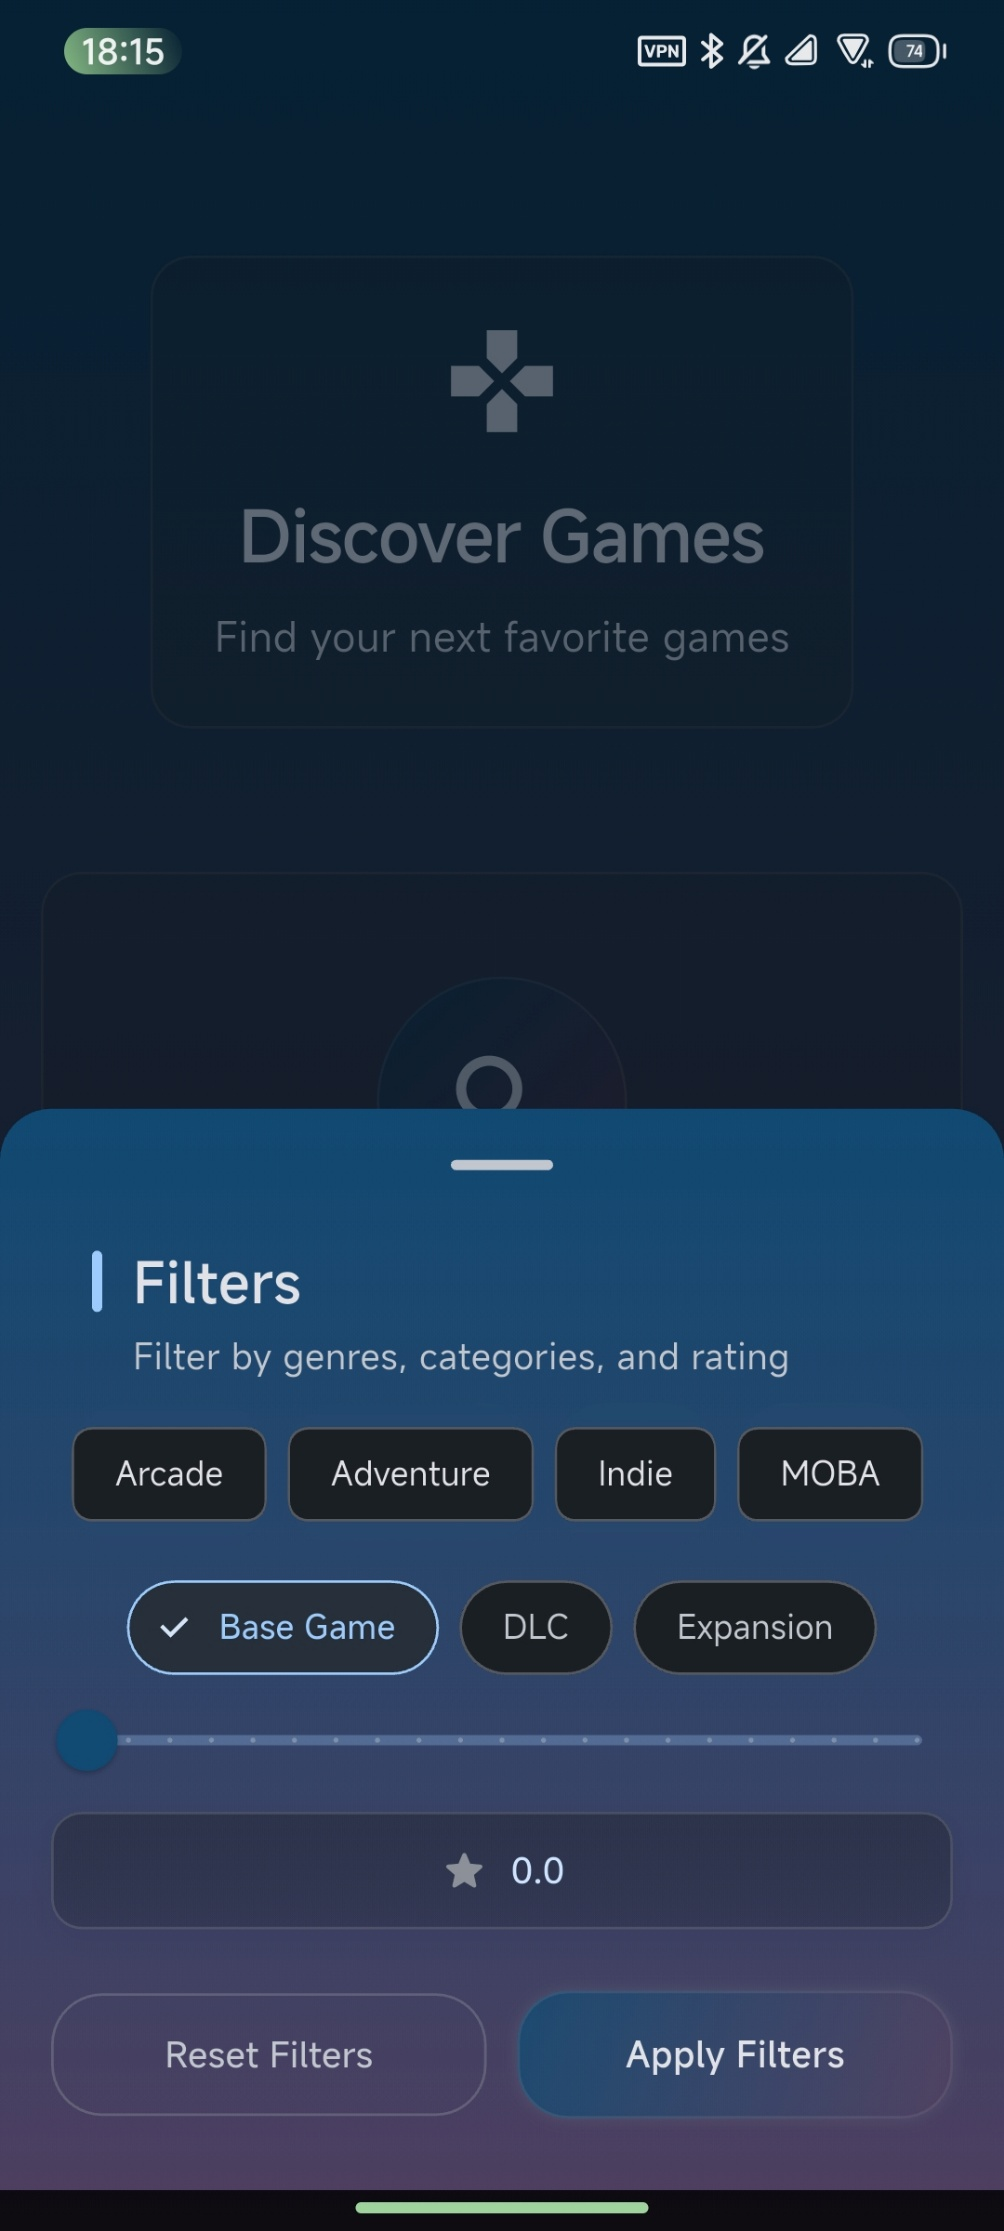 18:15
VPN
74
Discover Games
Find your next favorite games
Filters
Filter by genres, categories, and rating
Arcade Adventure Indie MOBA
Base Game DLC Expansion
0.0
Reset Filters Apply Filters